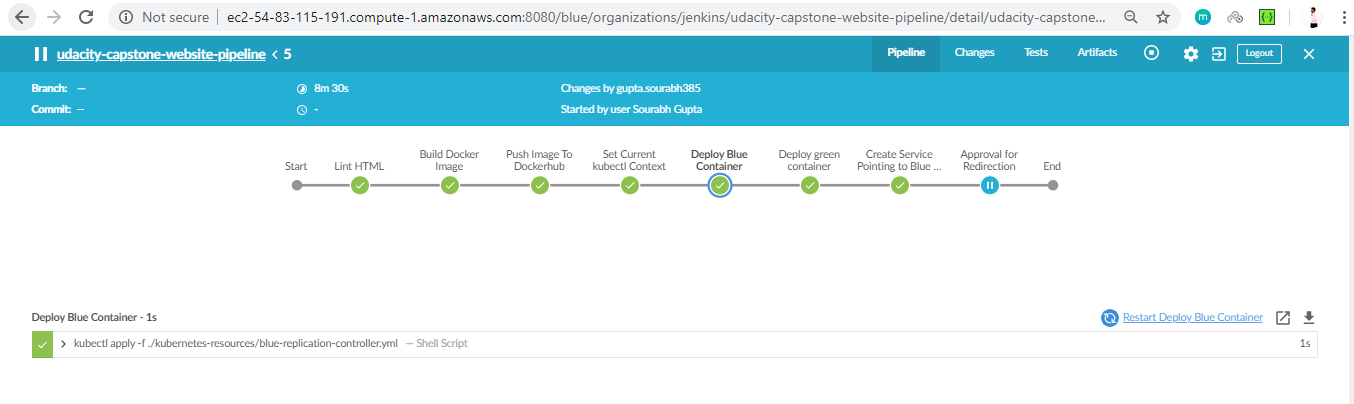 Not secure
ec2-54-83-115-191.compute-1.amazonaws.com:8080/blue/organizations/jenkins/udacity-capstone-website-pipeline/detail/udacity-capstone...
m
{}
udacity-capstone-website-pipeline < 5
Pipeline
Changes
Tests
Artifacts
Logout
Branch: —
8m 30s
Changes by gupta.sourabh385
Commit: —
-
Started by user Sourabh Gupta
Start
Lint HTML
Build Docker
Image
Push Image To
Dockerhub
Set Current
kubectl Context
Deploy Blue
Container
Deploy green
container
Create Service
Pointing to Blue ...
Approval for
Redirection
End
Deploy Blue Container - 1s
Restart Deploy Blue Container
kubectl apply -f ./kubernetes-resources/blue-replication-controller.yml — Shell Script
1s